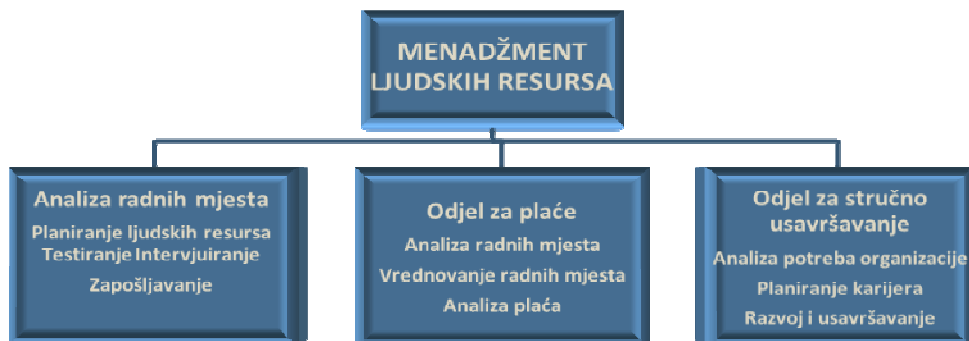 MENADŽMENT
LJUDSKIH RESURSA
Analiza radnih mjesta
Planiranje ljudskih resursa
Testiranje Intervjuiranje
Zapošljavanje
Odjel za plaće
Analiza radnih mjesta
Vrednovanje radnih mjesta
Analiza plaća
Odjel za stručno
usavršavanje
Analiza potreba organizacije
Planiranje karijera
Razvoj i usavršavanje